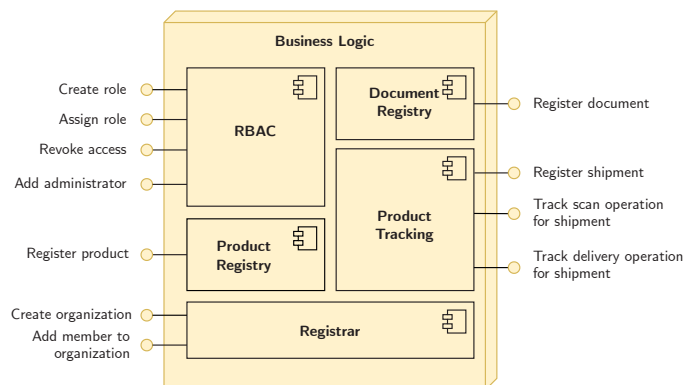 Business Logic
Create role
Assign role
Revoke access
Add administrator
RBAC
Document
Registry
Register document
Product
Tracking
Register shipment
Track scan operation
for shipment
Track delivery operation
for shipment
Register product
Product
Registry
Create organization
Add member to
organization
Registrar